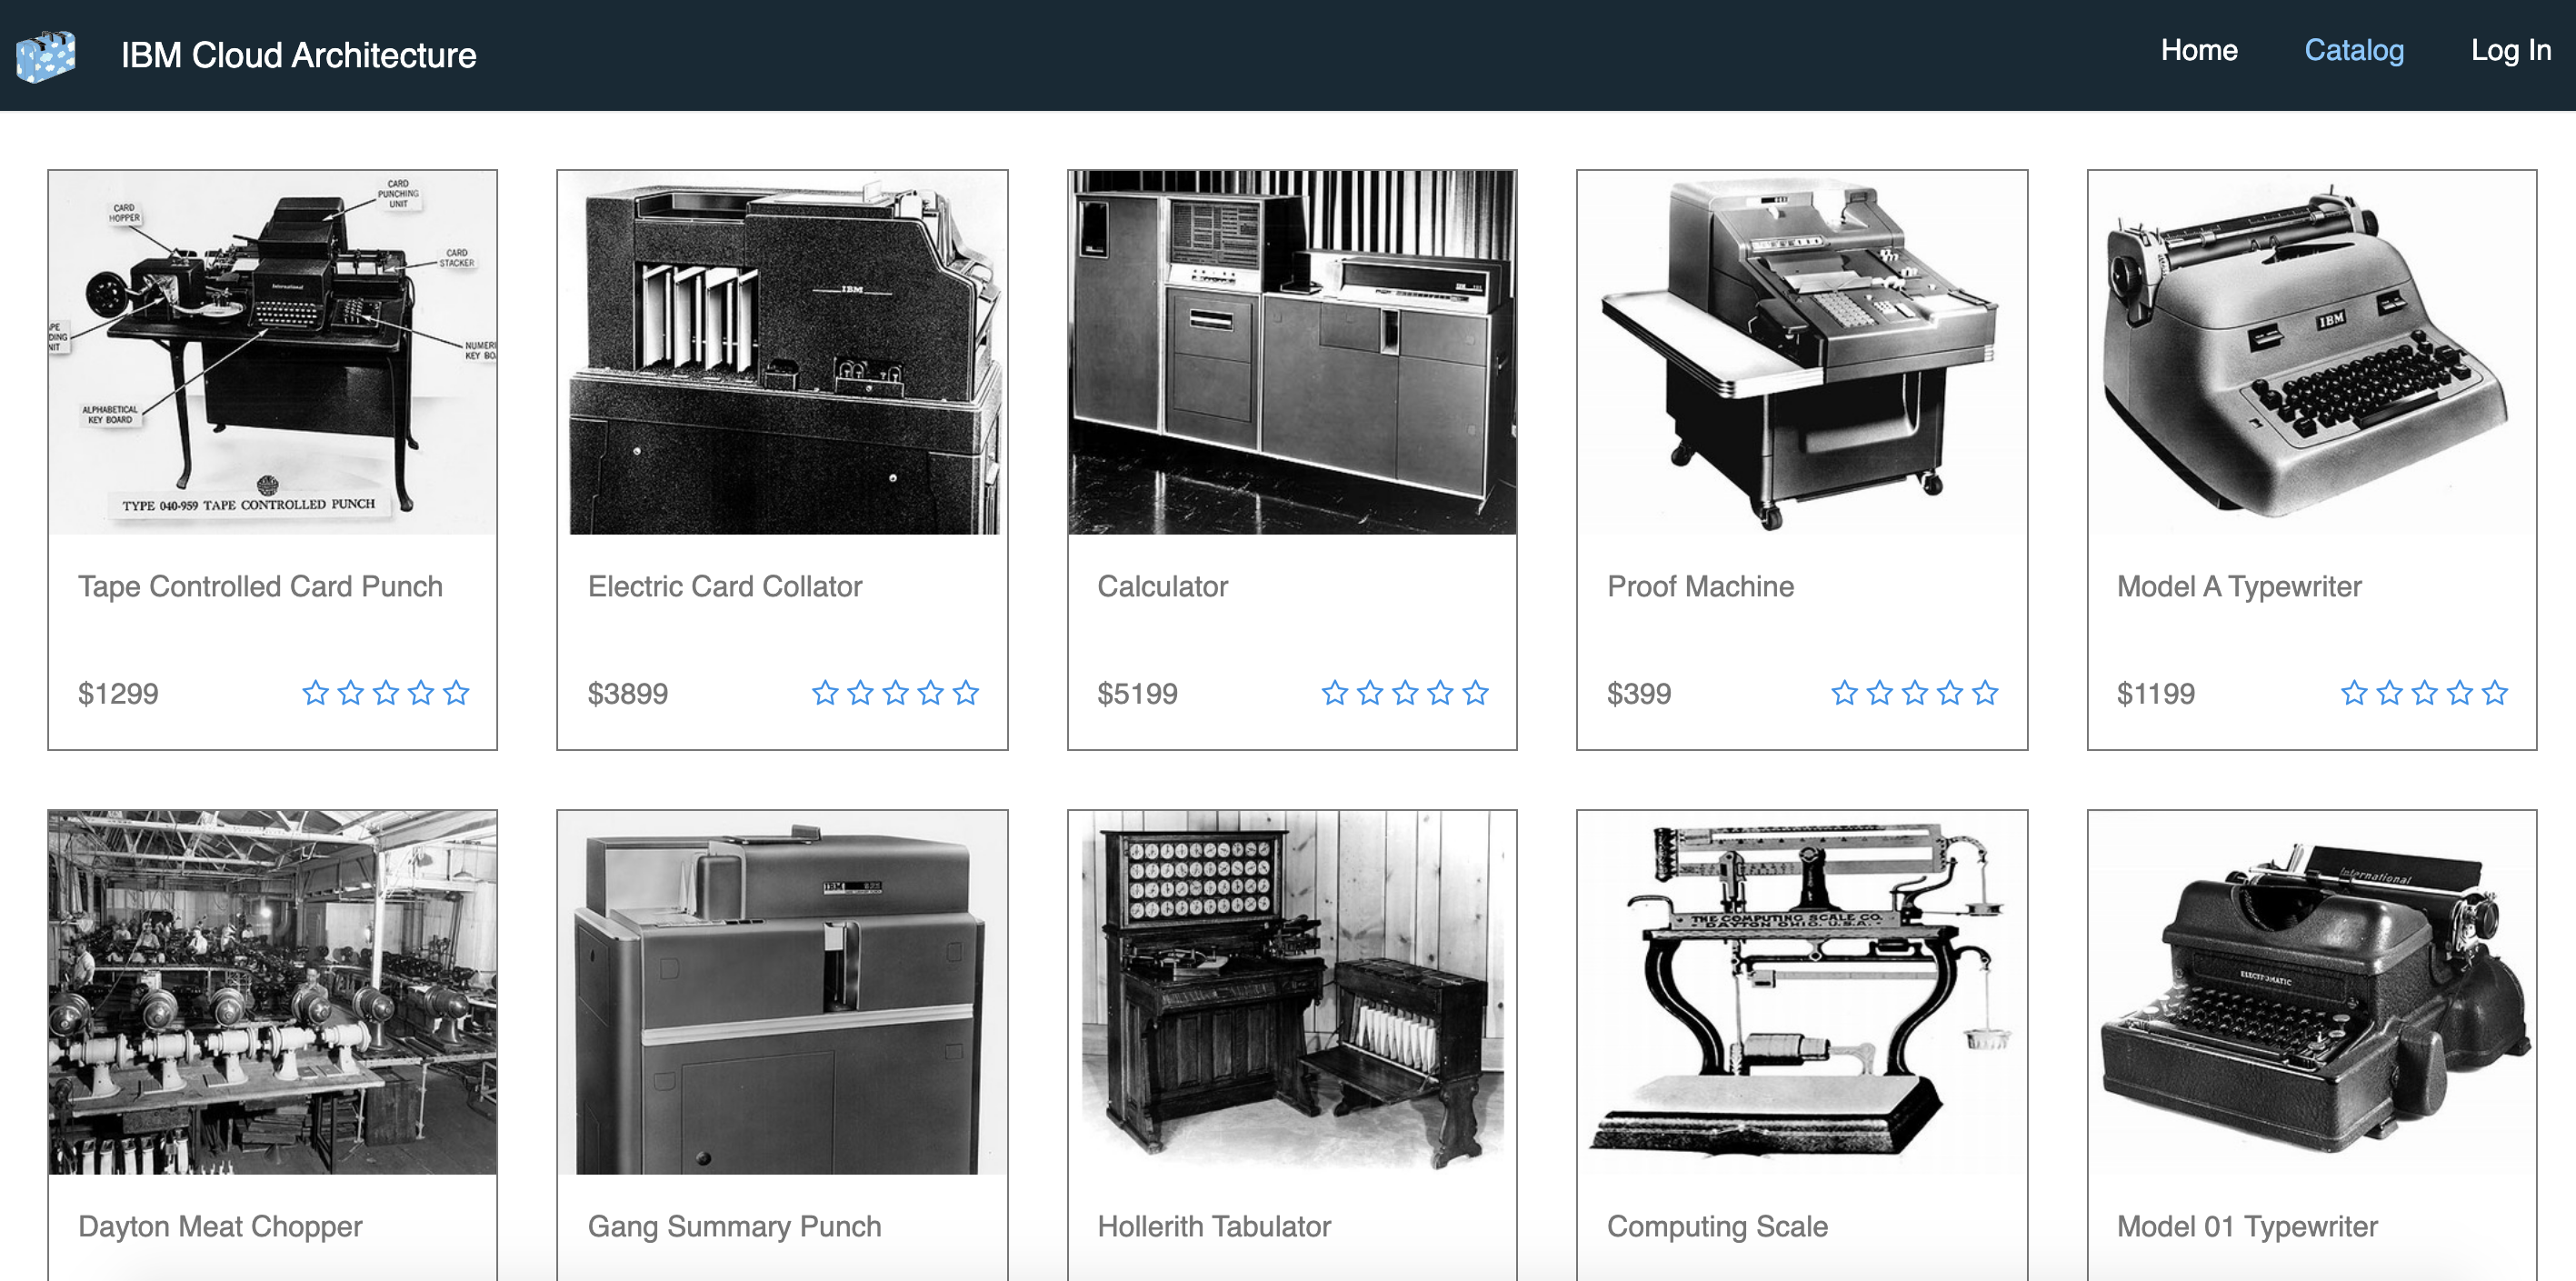 IBM Cloud Architecture
Home
Catalog
Log In
CARD
PUNCHING
UNIT
CARD
HOPPER
CARD
STACKER
International
NUMERI
KEY BO
ALPHABETICAL
KEY BOARD
TYPE 040-959 TAPE CONTROLLED PUNCH
IBM
IBM
Tape Controlled Card Punch
Electric Card Collator
Calculator
Proof Machine
Model A Typewriter
$1299
$3899
$5199
$399
$1199
IBM
THE COMPUTING SCALE CO.
DAYTON OHIO. U.S.A.
International
ELECTROMATIC
Dayton Meat Chopper
Gang Summary Punch
Hollerith Tabulator
Computing Scale
Model 01 Typewriter